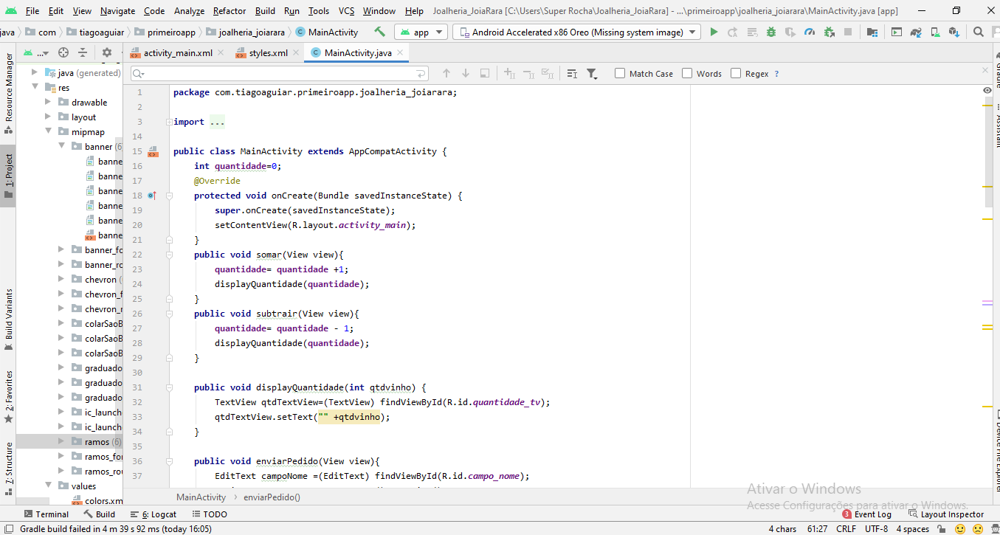 File Edit View Navigate Code Analyze Refactor Build Run Tools VCS Window Help Joalheria_JoiaRara [C:\Users\Super Rocha\Joalheria_JoiaRara] - ...\primeiroapp\joalheria_joiarara\MainActivity.java [app]
java com tiagoaguiar primeiroapp joalheria_joiarara MainActivity app Android Accelerated x86 Oreo (Missing system image)
... activity_main.xml styles.xml MainActivity.java
Match Case Words Regex ?
Resource Manager
1: Project
Build Variants
2: Favorites
7: Structure
java (generated)
res
drawable
layout
mipmap
banner (6
banne
banne
banne
banne
banne
banne
banner_fo
banner_ro
chevron (
chevron_f
chevron_r
colarSaoB
colarSaoB
colarSaoB
graduado
graduado
graduado
ic_launch
ic_launch
ramos (6)
ramos_for
ramos_rou
values
colors.xm
1 package com.tiagoaguiar.primeiroapp.joalheria_joiarara;
2
3 import ...
14
15 public class MainActivity extends AppCompatActivity {
16 int quantidade=0;
17 @Override
18 protected void onCreate(Bundle savedInstanceState) {
19 super.onCreate(savedInstanceState);
20 setContentView(R.layout.activity_main);
21 }
22 public void somar(View view){
23 quantidade= quantidade +1;
24 displayQuantidade(quantidade);
25 }
26 public void subtrair(View view){
27 quantidade= quantidade - 1;
28 displayQuantidade(quantidade);
29 }
30
31 public void displayQuantidade(int qtdvinho) {
32 TextView qtdTextView=(TextView) findViewById(R.id.quantidade_tv);
33 qtdTextView.setText("" +qtdvinho);
34 }
35
36 public void enviarPedido(View view){
37 EditText campoNome =(EditText) findViewById(R.id.campo_nome);
MainActivity enviarPedido()
Gradle
Assistant
Device File Explorer
Ativar o Windows
Acesse Configurações para ativar o Windows.
Terminal Build 6: Logcat TODO 3 Event Log Layout Inspector
Gradle build failed in 4 m 39 s 92 ms (today 16:05) 4 chars 61:27 CRLF UTF-8 4 spaces